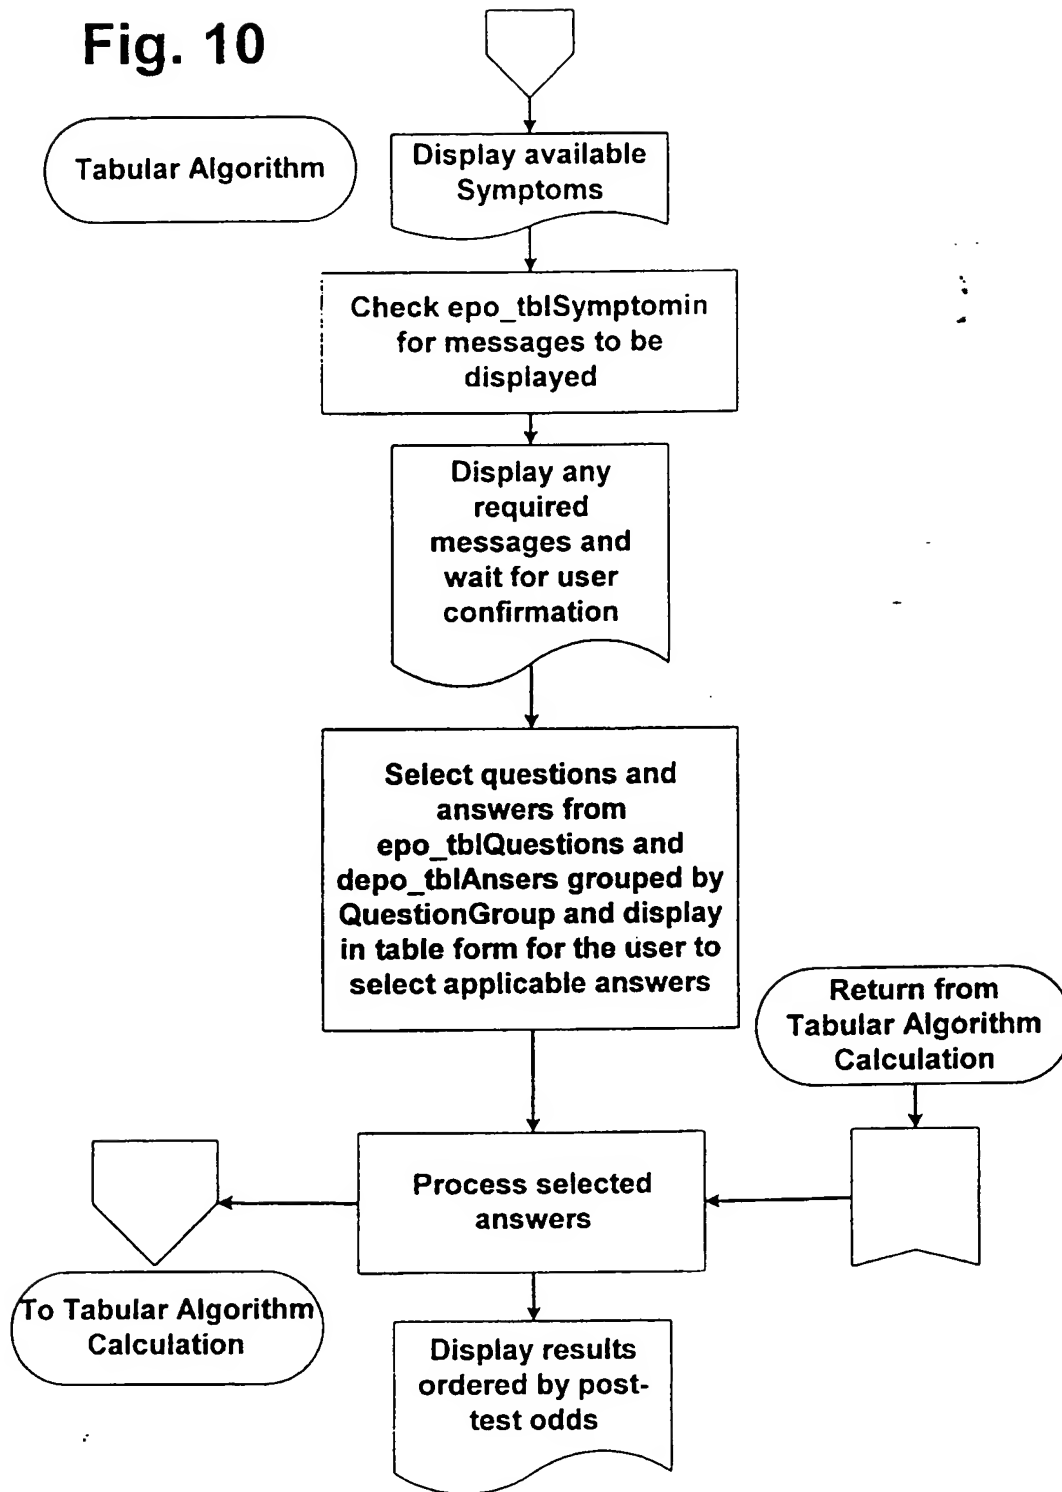 Fig. 10
Tabular Algorithm
Display available
Symptoms
Check epo_tblSymptomin
for messages to be
displayed
Display any
required
messages and
wait for user
confirmation
Select questions and
answers from
epo_tblQuestions and
depo_tblAnsers grouped by
QuestionGroup and display
in table form for the user to
select applicable answers
Return from
Tabular Algorithm
Calculation
Process selected
answers
To Tabular Algorithm
Calculation
Display results
ordered by post-
test odds